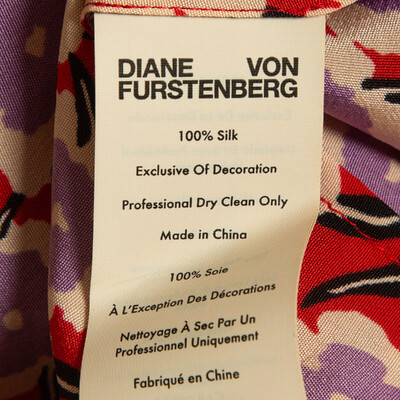 DIANE VON
FURSTENBERG
100% Silk
Exclusive Of Decoration
Professional Dry Clean Only
Made in China
100% Soie
À L'Exception Des Décorations
Nettoyage À Sec Par Un
Professionnel Uniquement
Fabriqué en Chine